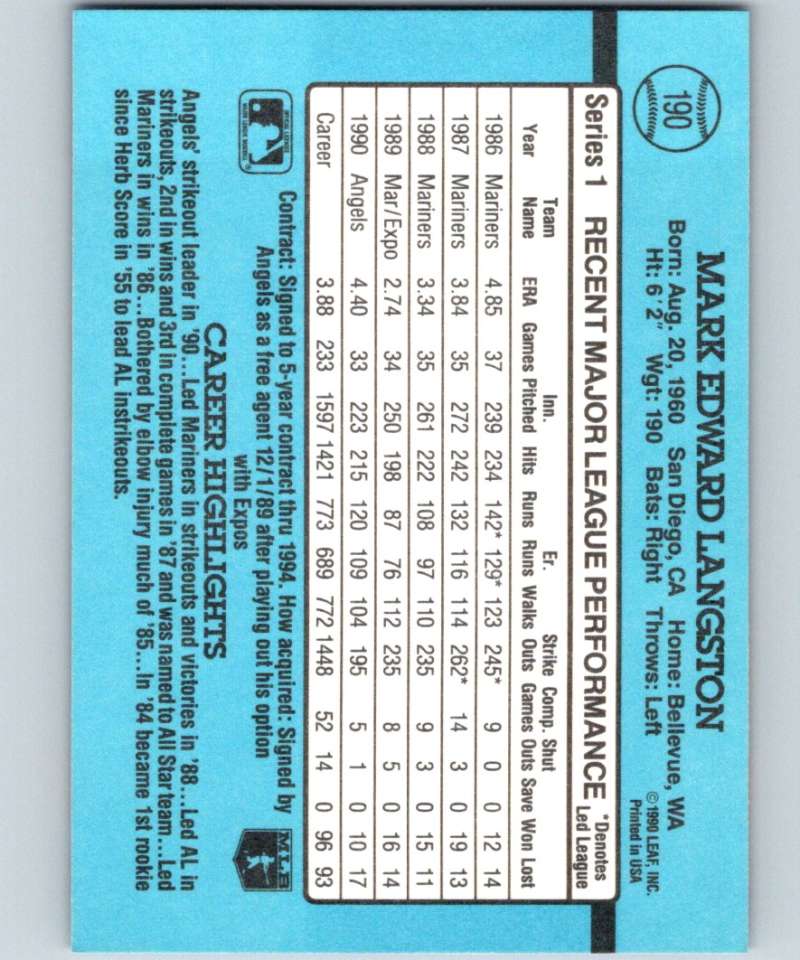 190
MARK EDWARD LANGSTON
Born: Aug. 20, 1960 San Diego, CA Home: Bellevue, WA
Ht: 6'2" Wgt: 190 Bats: Right Throws: Left
©1990 LEAF, INC.
Printed in USA
Series 1 RECENT MAJOR LEAGUE PERFORMANCE *Denotes
Led League
Team Inn. Er. Strike Comp. Shut
Year Name ERA Games Pitched Hits Runs Runs Walks Outs Games Outs Save Won Lost
1986 Mariners 4.85 37 239 234 142* 129* 123 245* 9 0 0 12 14
1987 Mariners 3.84 35 272 242 132 116 114 262* 14 3 0 19 13
1988 Mariners 3.34 35 261 222 108 97 110 235 9 3 0 15 11
1989 Mar/Expo 2.74 34 250 198 87 76 112 235 8 5 0 16 14
1990 Angels 4.40 33 223 215 120 109 104 195 5 1 0 10 17
Career 3.88 233 1597 1421 773 689 772 1448 52 14 0 96 93
Contract: Signed to 5-year contract thru 1994. How acquired: Signed by
Angels as a free agent 12/1/89 after playing out his option
with Expos
MLB
CAREER HIGHLIGHTS
Angels' strikeout leader in '90...Led Mariners in strikeouts and victories in '88...Led AL in
strikeouts, 2nd in wins and 3rd in complete games in '87 and was named to All Star team...Led
Mariners in wins in '86...Bothered by elbow injury much of '85...In '84 became 1st rookie
since Herb Score in '55 to lead AL instrikeouts.